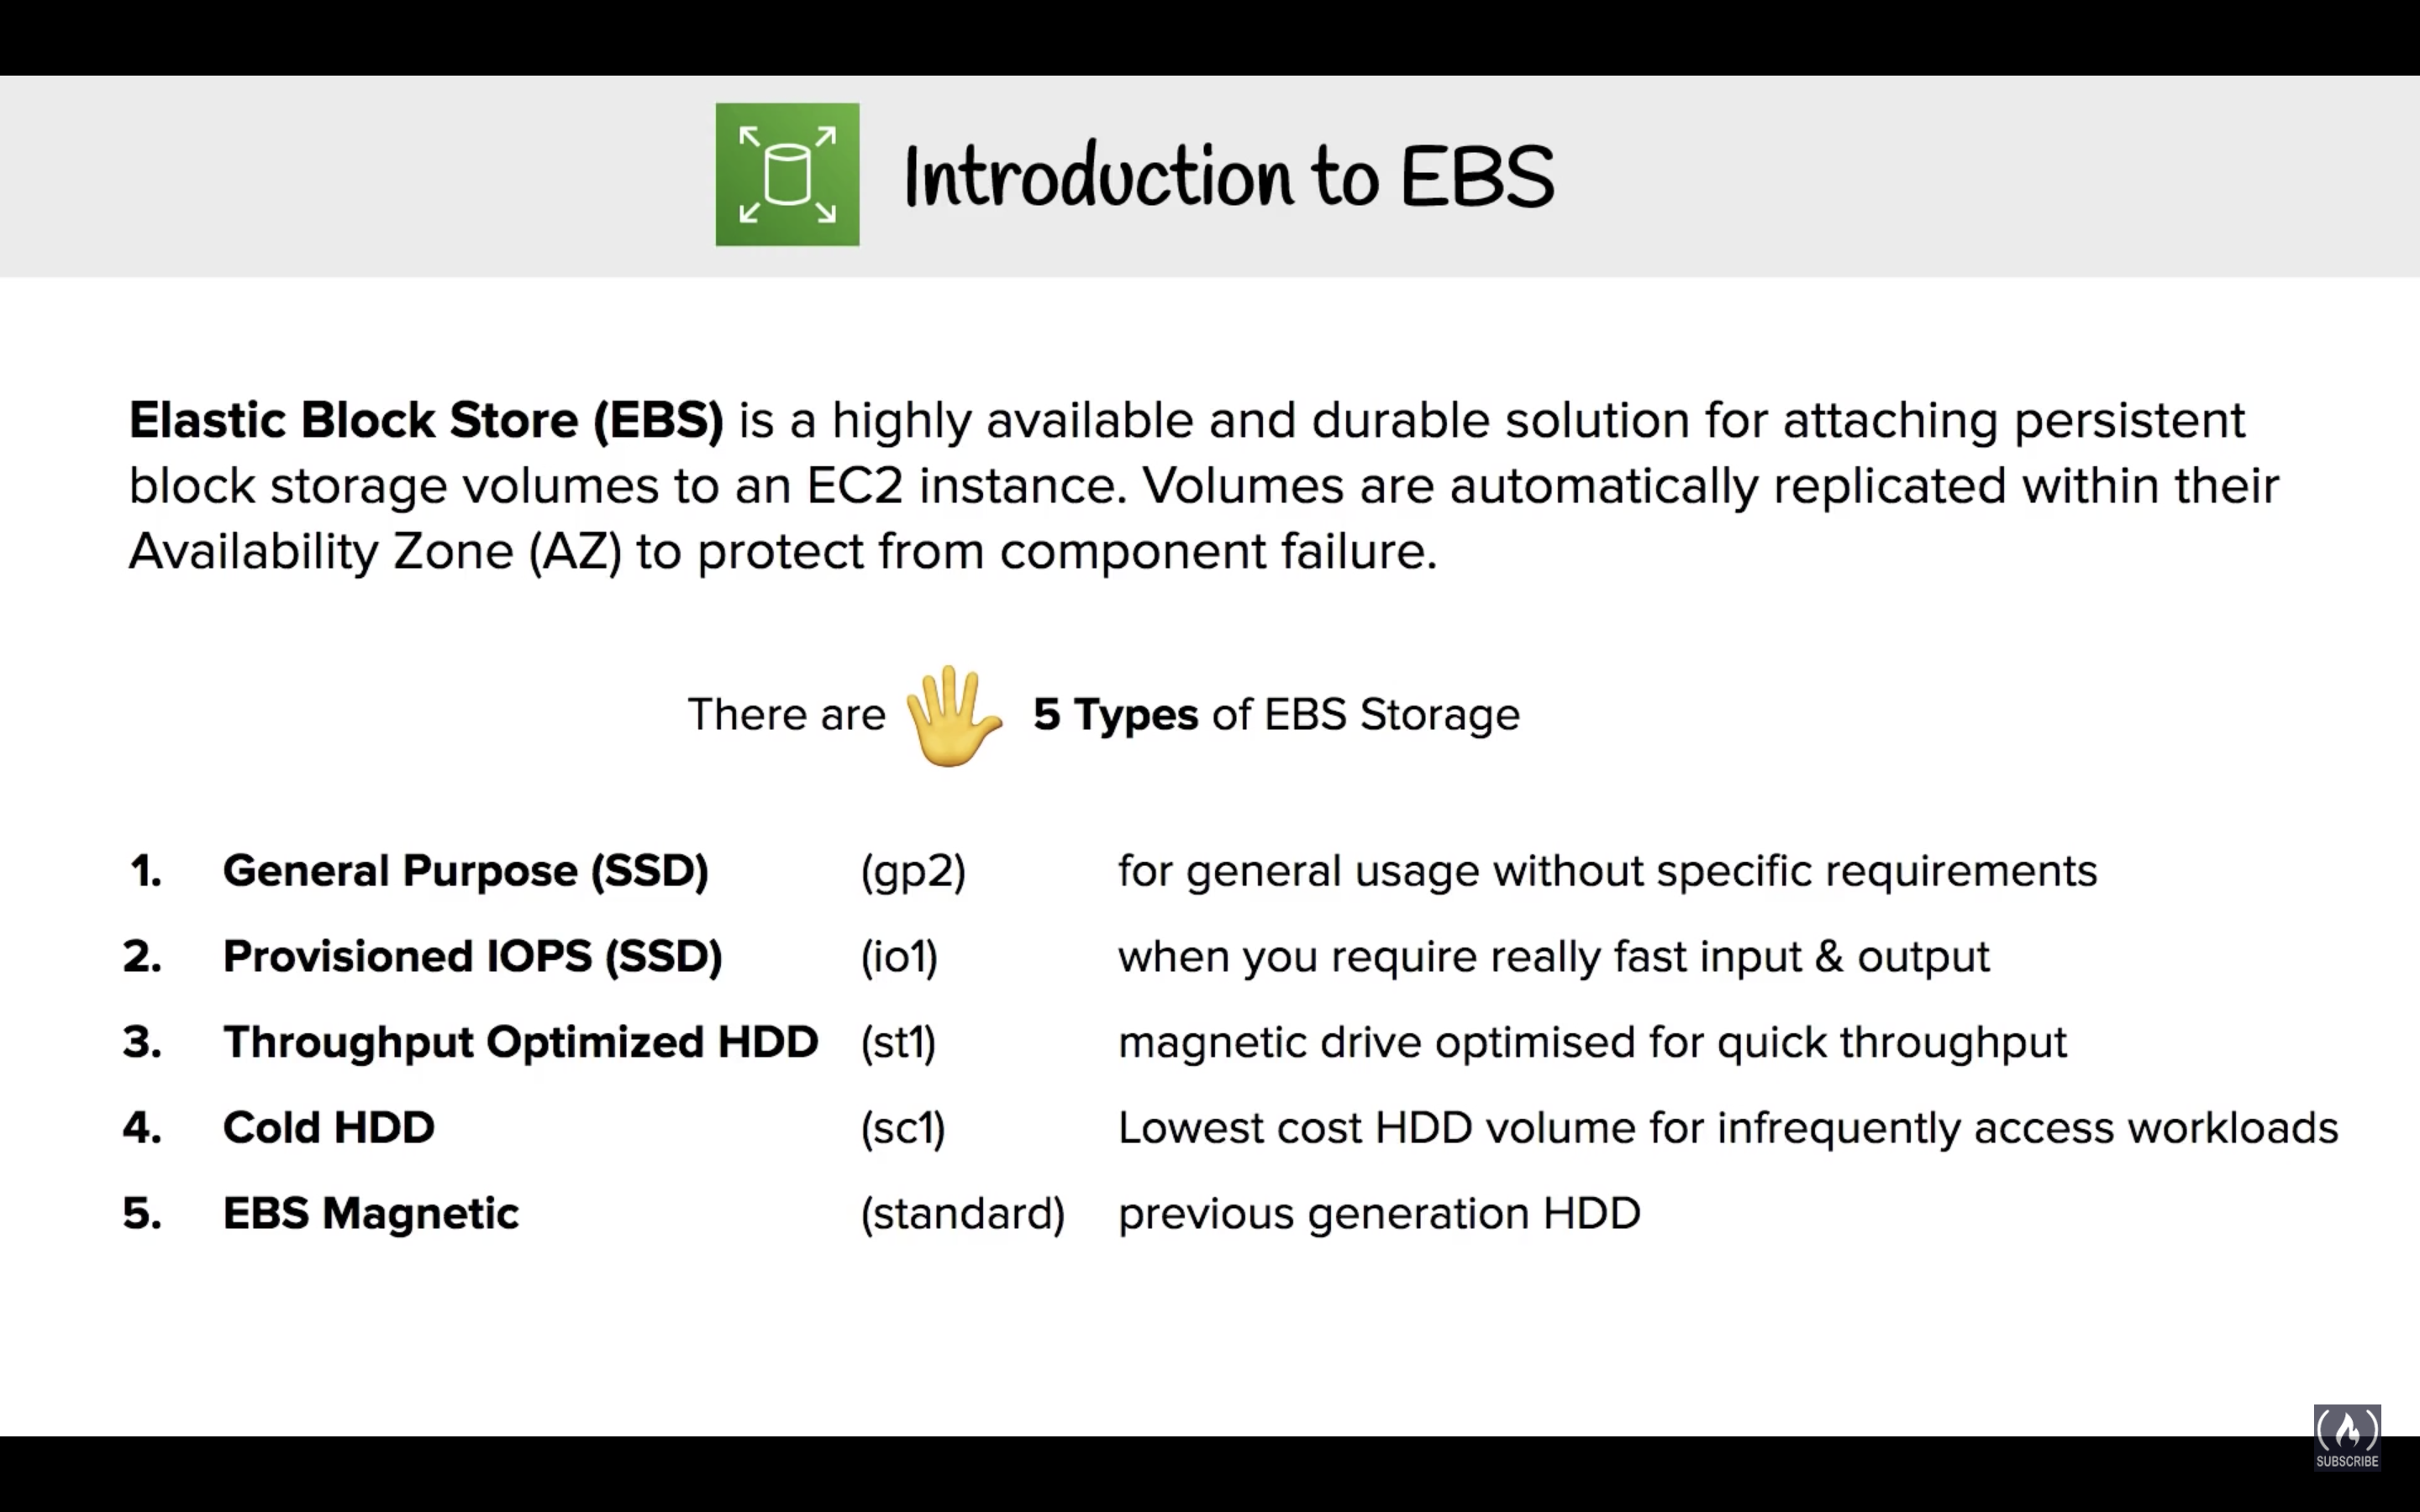 Introduction to EBS
Elastic Block Store (EBS) is a highly available and durable solution for attaching persistent
block storage volumes to an EC2 instance. Volumes are automatically replicated within their
Availability Zone (AZ) to protect from component failure.
There are 🖐 5 Types of EBS Storage
1. General Purpose (SSD) (gp2) for general usage without specific requirements
2. Provisioned IOPS (SSD) (io1) when you require really fast input & output
3. Throughput Optimized HDD (st1) magnetic drive optimised for quick throughput
4. Cold HDD (sc1) Lowest cost HDD volume for infrequently access workloads
5. EBS Magnetic (standard) previous generation HDD
SUBSCRIBE